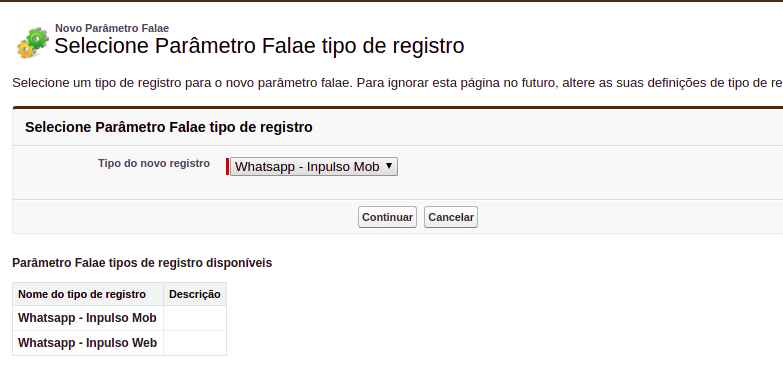 Novo Parâmetro Falae
Selecione Parâmetro Falae tipo de registro
Selecione um tipo de registro para o novo parâmetro falae. Para ignorar esta página no futuro, altere as suas definições de tipo de re
Selecione Parâmetro Falae tipo de registro
Tipo do novo registro Whatsapp - Inpulso Mob
Continuar Cancelar
Parâmetro Falae tipos de registro disponíveis
Nome do tipo de registro Descrição
Whatsapp - Inpulso Mob
Whatsapp - Inpulso Web